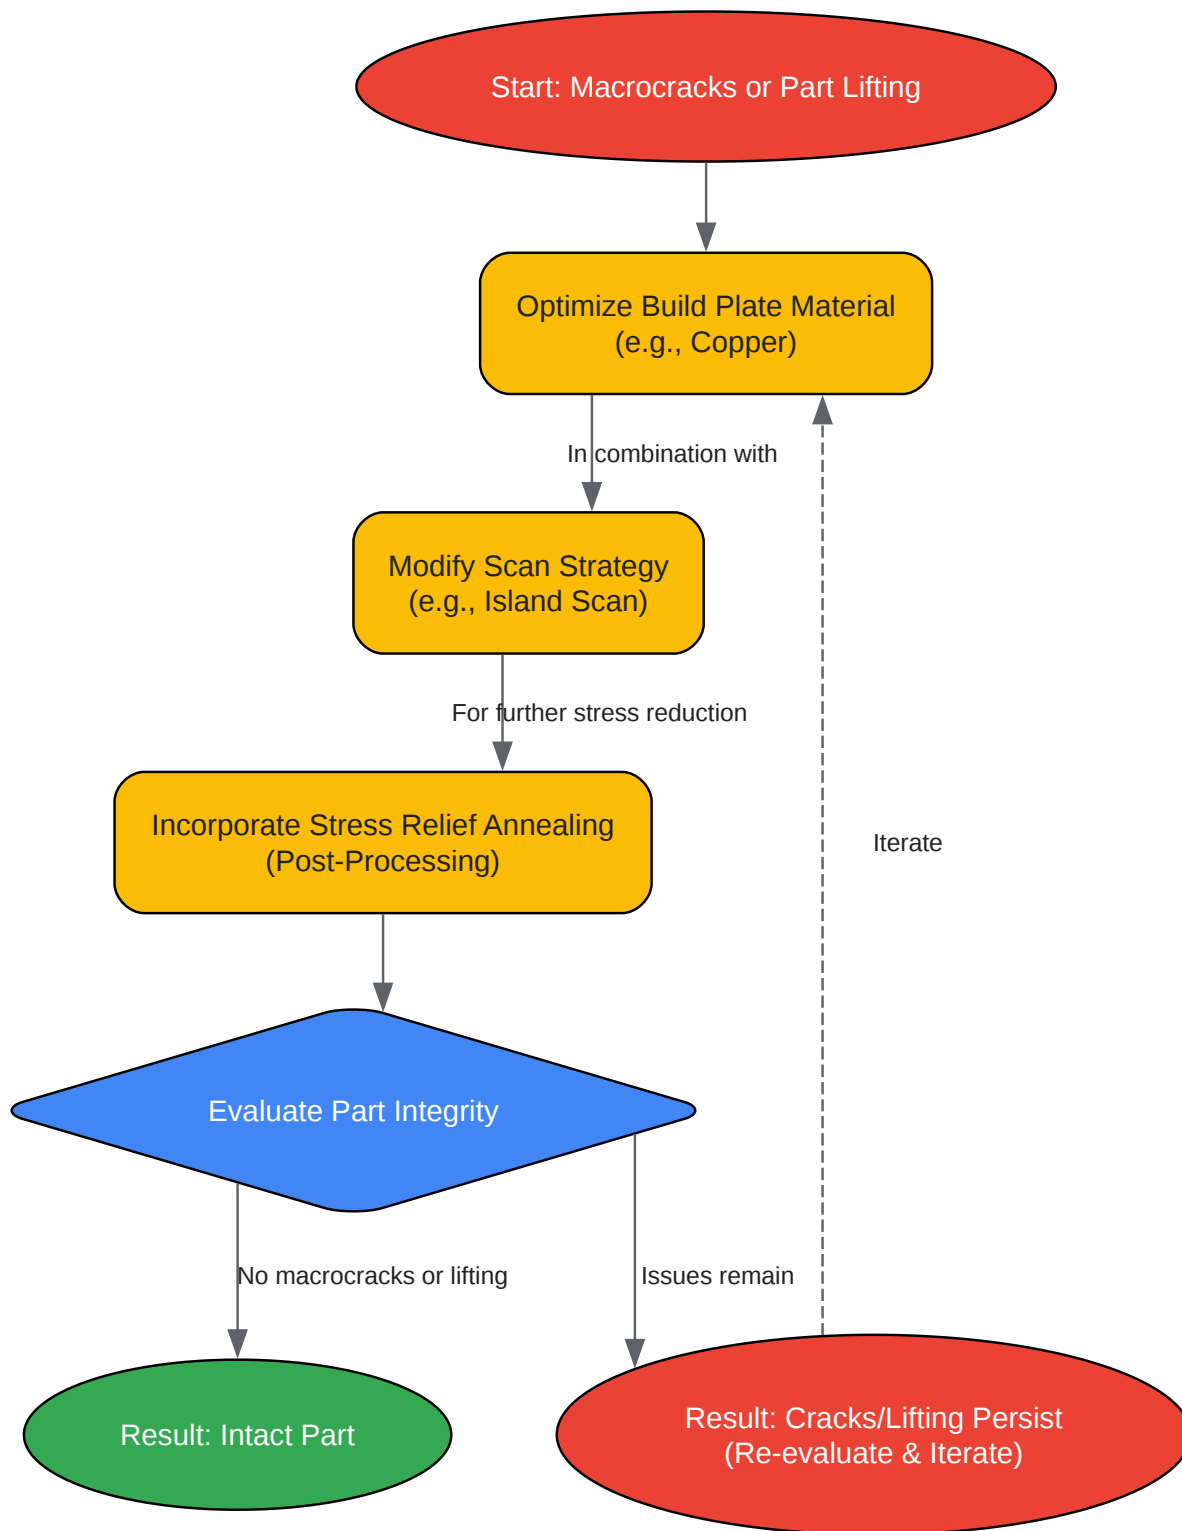 Start: Macrocracks or Part Lifting
Optimize Build Plate Material
(e.g., Copper)
In combination with
Modify Scan Strategy
(e.g., Island Scan)
For further stress reduction
Incorporate Stress Relief Annealing
(Post-Processing)
Iterate
Evaluate Part Integrity
No macrocracks or lifting
Issues remain
Result: Intact Part
Result: Cracks/Lifting Persist
(Re-evaluate & Iterate)